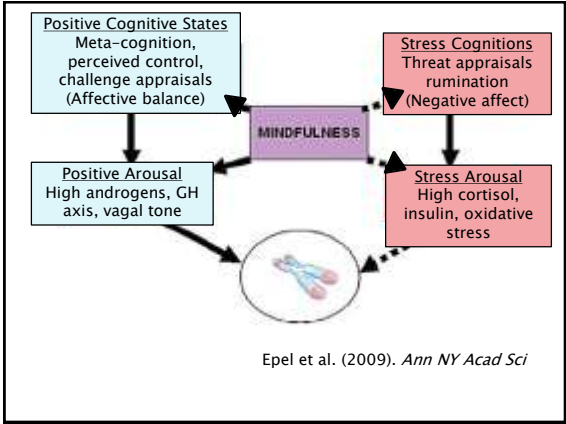 Positive Cognitive States
Meta-cognition,
perceived control,
challenge appraisals
(Affective balance)
Stress Cognitions
Threat appraisals
rumination
(Negative affect)
MINDFULNESS
Positive Arousal
High androgens, GH
axis, vagal tone
Stress Arousal
High cortisol,
insulin, oxidative
stress
Epel et al. (2009). Ann NY Acad Sci